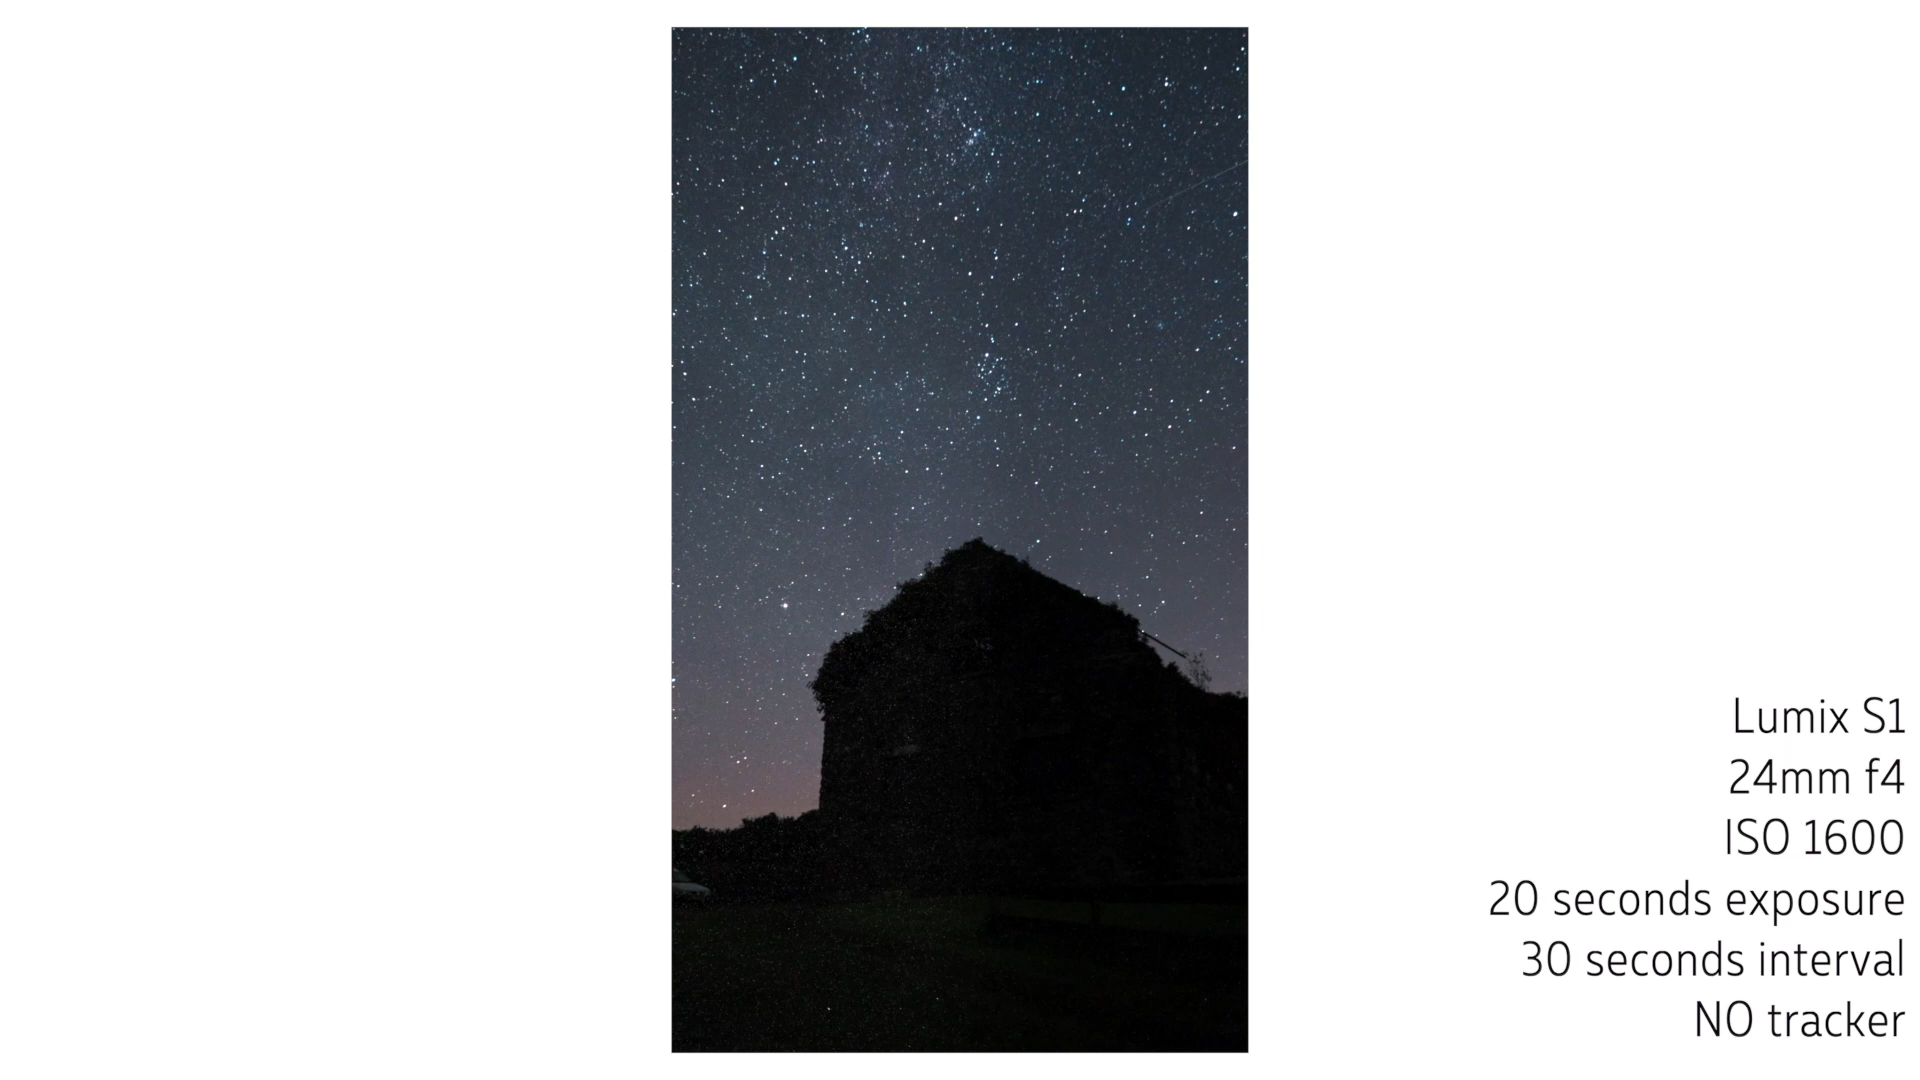 Lumix S1
24mm f4
ISO 1600
20 seconds exposure
30 seconds interval
NO tracker